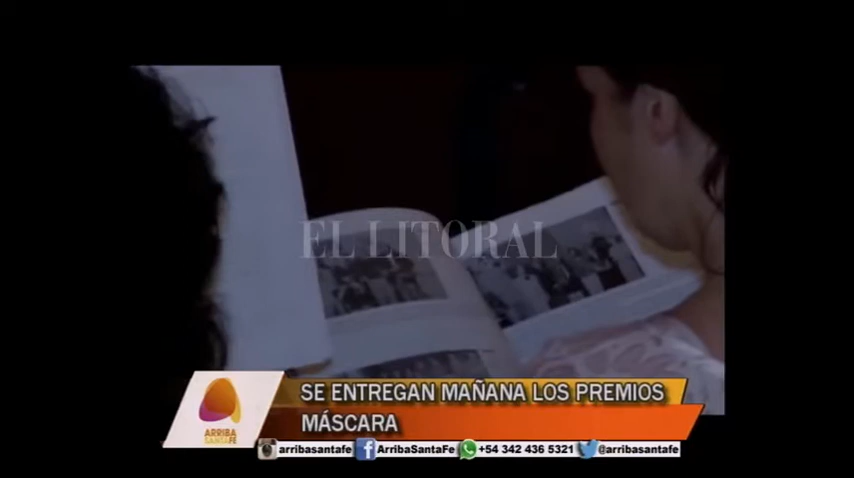 EL LITORAL
SE ENTREGAN MAÑANA LOS PREMIOS
MÁSCARA
ARRIBA
SANTA FE
arribasantafe ArribaSantaFe +54 342 436 5321 @arribasantafe